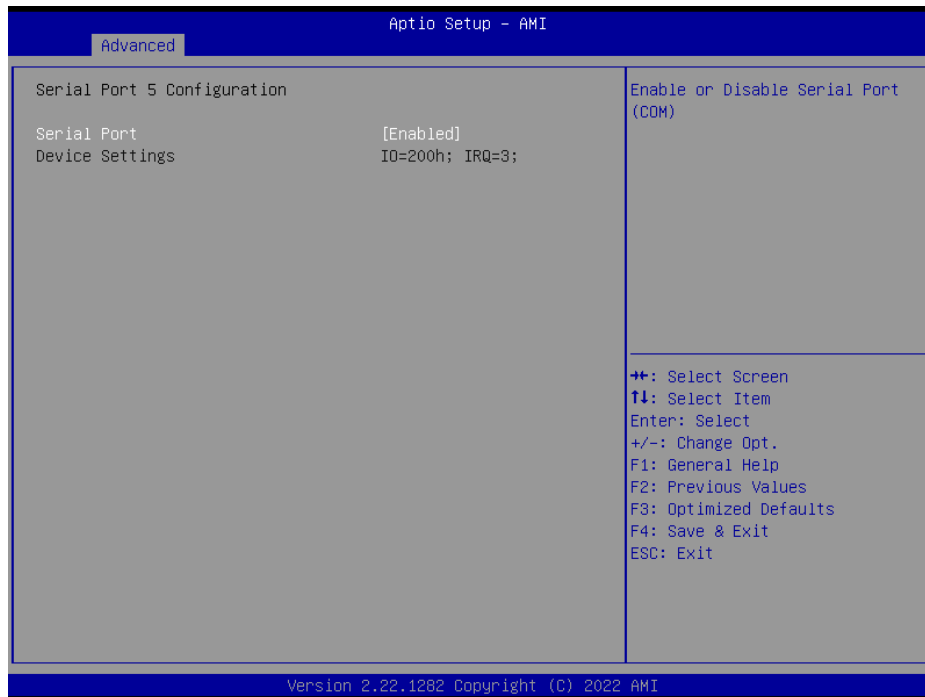 Aptio Setup – AMI
Advanced
Serial Port 5 Configuration
Serial Port [Enabled]
Device Settings IO=200h; IRQ=3;
Enable or Disable Serial Port
(COM)
→←: Select Screen
↑↓: Select Item
Enter: Select
+/-: Change Opt.
F1: General Help
F2: Previous Values
F3: Optimized Defaults
F4: Save & Exit
ESC: Exit
Version 2.22.1282 Copyright (C) 2022 AMI